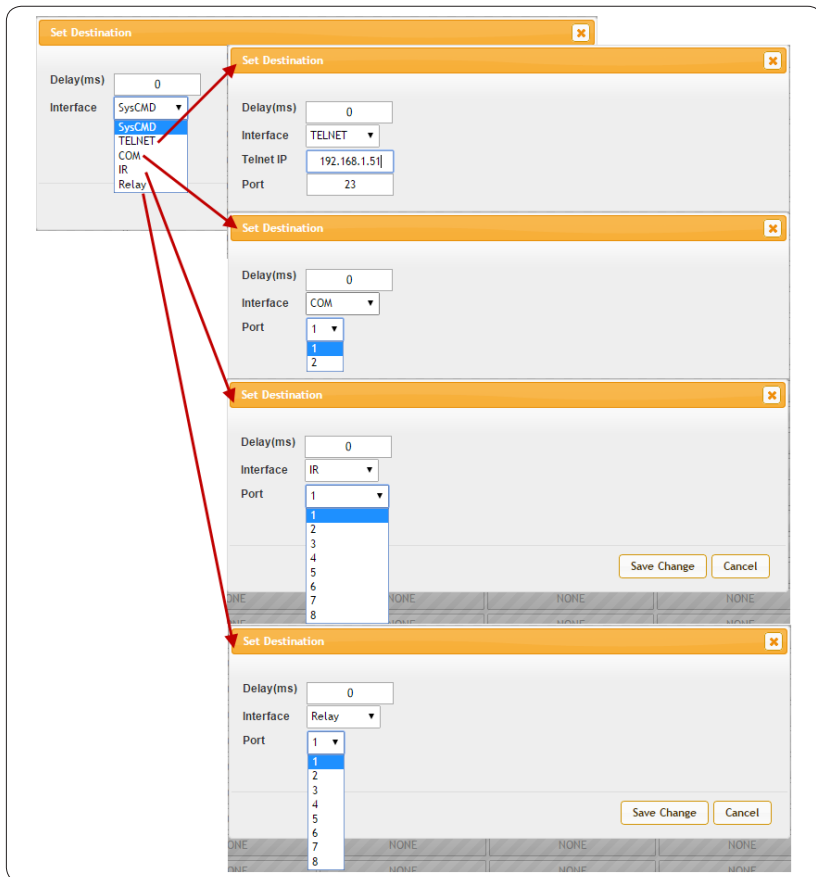 Set Destination
Delay(ms) 0
Interface SysCMD
SysCMD
TELNET
COM
IR
Relay
Set Destination
Delay(ms) 0
Interface TELNET
Telnet IP 192.168.1.51
Port 23
Set Destination
Delay(ms) 0
Interface COM
Port 1
1
2
Set Destination
Delay(ms) 0
Interface IR
Port 1
1
2
3
4
5
6
7
8
Save Change Cancel
NONE NONE NONE
Set Destination
Delay(ms) 0
Interface Relay
Port 1
1
2
3
4
5
6
7
8
Save Change Cancel
NONE NONE NONE